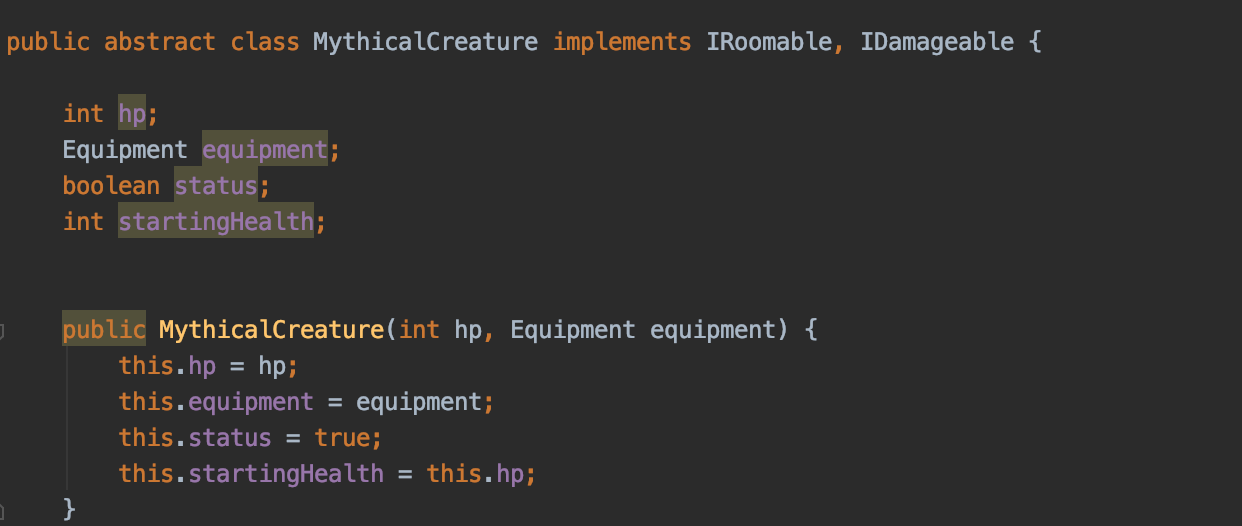 public abstract class MythicalCreature implements IRoomable, IDamageable {
int hp;
Equipment equipment;
boolean status;
int startingHealth;
public MythicalCreature(int hp, Equipment equipment) {
this.hp = hp;
this.equipment = equipment;
this.status = true;
this.startingHealth = this.hp;
}